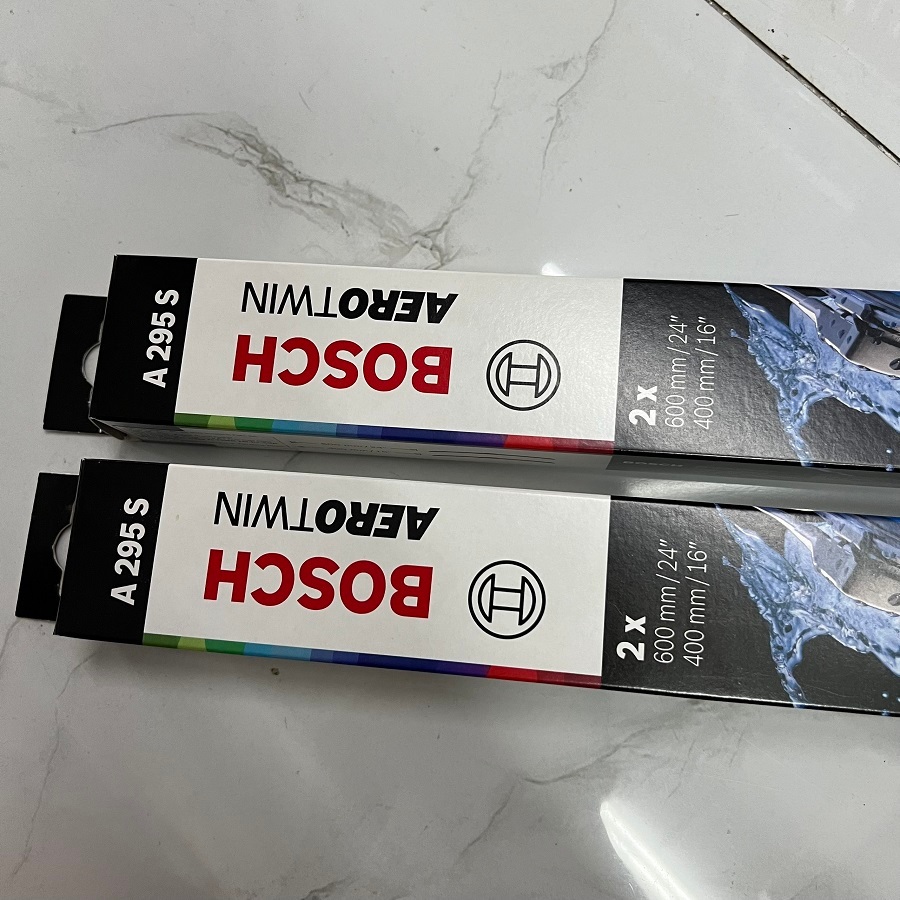 A 295 S
BOSCH
AEROTWIN
2 x
600 mm / 24"
400 mm / 16"
BOSCH
A 295 S
BOSCH
AEROTWIN
2 x
600 mm / 24"
400 mm / 16"